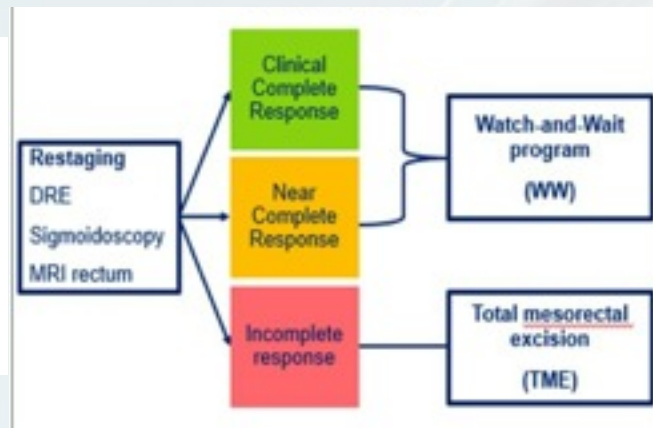 Restaging
DRE
Sigmoidoscopy
MRI rectum
Clinical
Complete
Response
Near
Complete
Response
Incomplete
response
Watch-and-Wait
program
(WW)
Total mesorectal
excision
(TME)